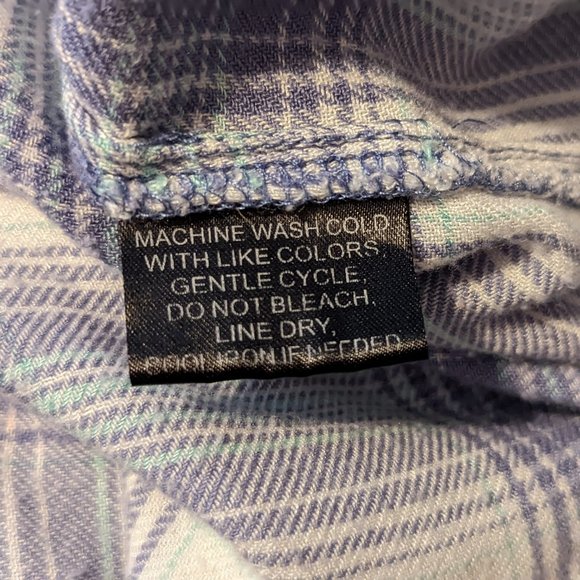 MACHINE WASH COLD
WITH LIKE COLORS.
GENTLE CYCLE,
DO NOT BLEACH.
LINE DRY,
COOL IRON IF NEEDED